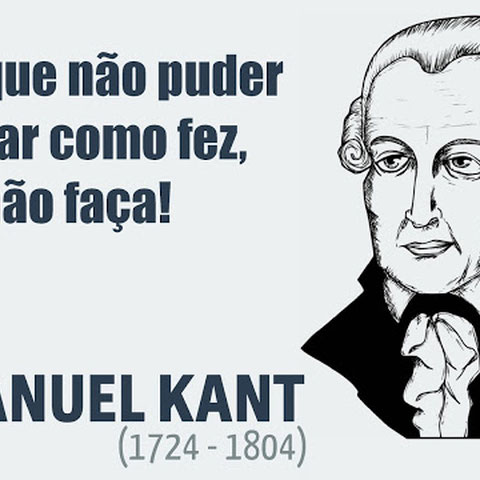 que não puder
ar como fez,
ão faça!
ANUEL KANT
(1724 - 1804)